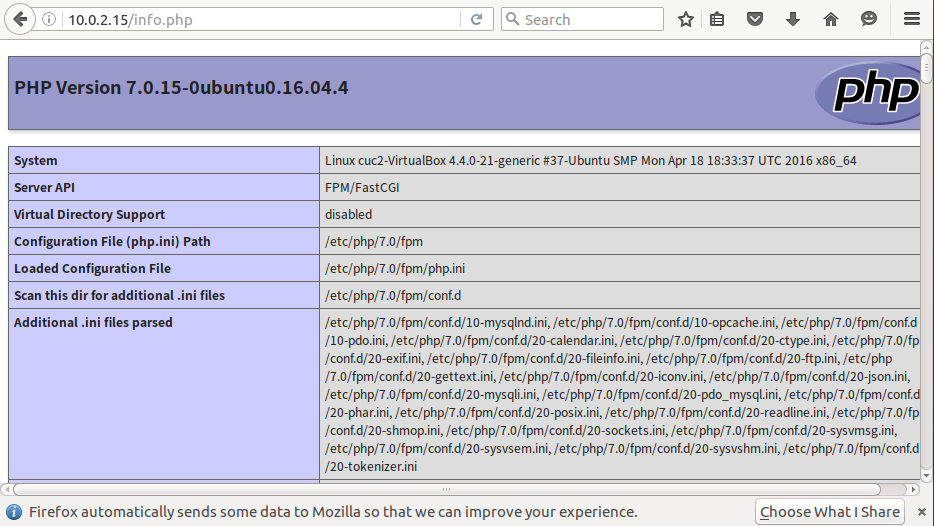 10.0.2.15/info.php
Search
PHP Version 7.0.15-0ubuntu0.16.04.4
php
System
Linux cuc2-VirtualBox 4.4.0-21-generic #37-Ubuntu SMP Mon Apr 18 18:33:37 UTC 2016 x86_64
Server API
FPM/FastCGI
Virtual Directory Support
disabled
Configuration File (php.ini) Path
/etc/php/7.0/fpm
Loaded Configuration File
/etc/php/7.0/fpm/php.ini
Scan this dir for additional .ini files
/etc/php/7.0/fpm/conf.d
Additional .ini files parsed
/etc/php/7.0/fpm/conf.d/10-mysqlnd.ini, /etc/php/7.0/fpm/conf.d/10-opcache.ini, /etc/php/7.0/fpm/conf.d
/10-pdo.ini, /etc/php/7.0/fpm/conf.d/20-calendar.ini, /etc/php/7.0/fpm/conf.d/20-ctype.ini, /etc/php/7.0/fp
/conf.d/20-exif.ini, /etc/php/7.0/fpm/conf.d/20-fileinfo.ini, /etc/php/7.0/fpm/conf.d/20-ftp.ini, /etc/php
/7.0/fpm/conf.d/20-gettext.ini, /etc/php/7.0/fpm/conf.d/20-iconv.ini, /etc/php/7.0/fpm/conf.d/20-json.ini,
/etc/php/7.0/fpm/conf.d/20-mysqli.ini, /etc/php/7.0/fpm/conf.d/20-pdo_mysql.ini, /etc/php/7.0/fpm/conf.d
/20-phar.ini, /etc/php/7.0/fpm/conf.d/20-posix.ini, /etc/php/7.0/fpm/conf.d/20-readline.ini, /etc/php/7.0/fp
/conf.d/20-shmop.ini, /etc/php/7.0/fpm/conf.d/20-sockets.ini, /etc/php/7.0/fpm/conf.d/20-sysvmsg.ini,
/etc/php/7.0/fpm/conf.d/20-sysvsem.ini, /etc/php/7.0/fpm/conf.d/20-sysvshm.ini, /etc/php/7.0/fpm/conf.d
/20-tokenizer.ini
Firefox automatically sends some data to Mozilla so that we can improve your experience.
Choose What I Share